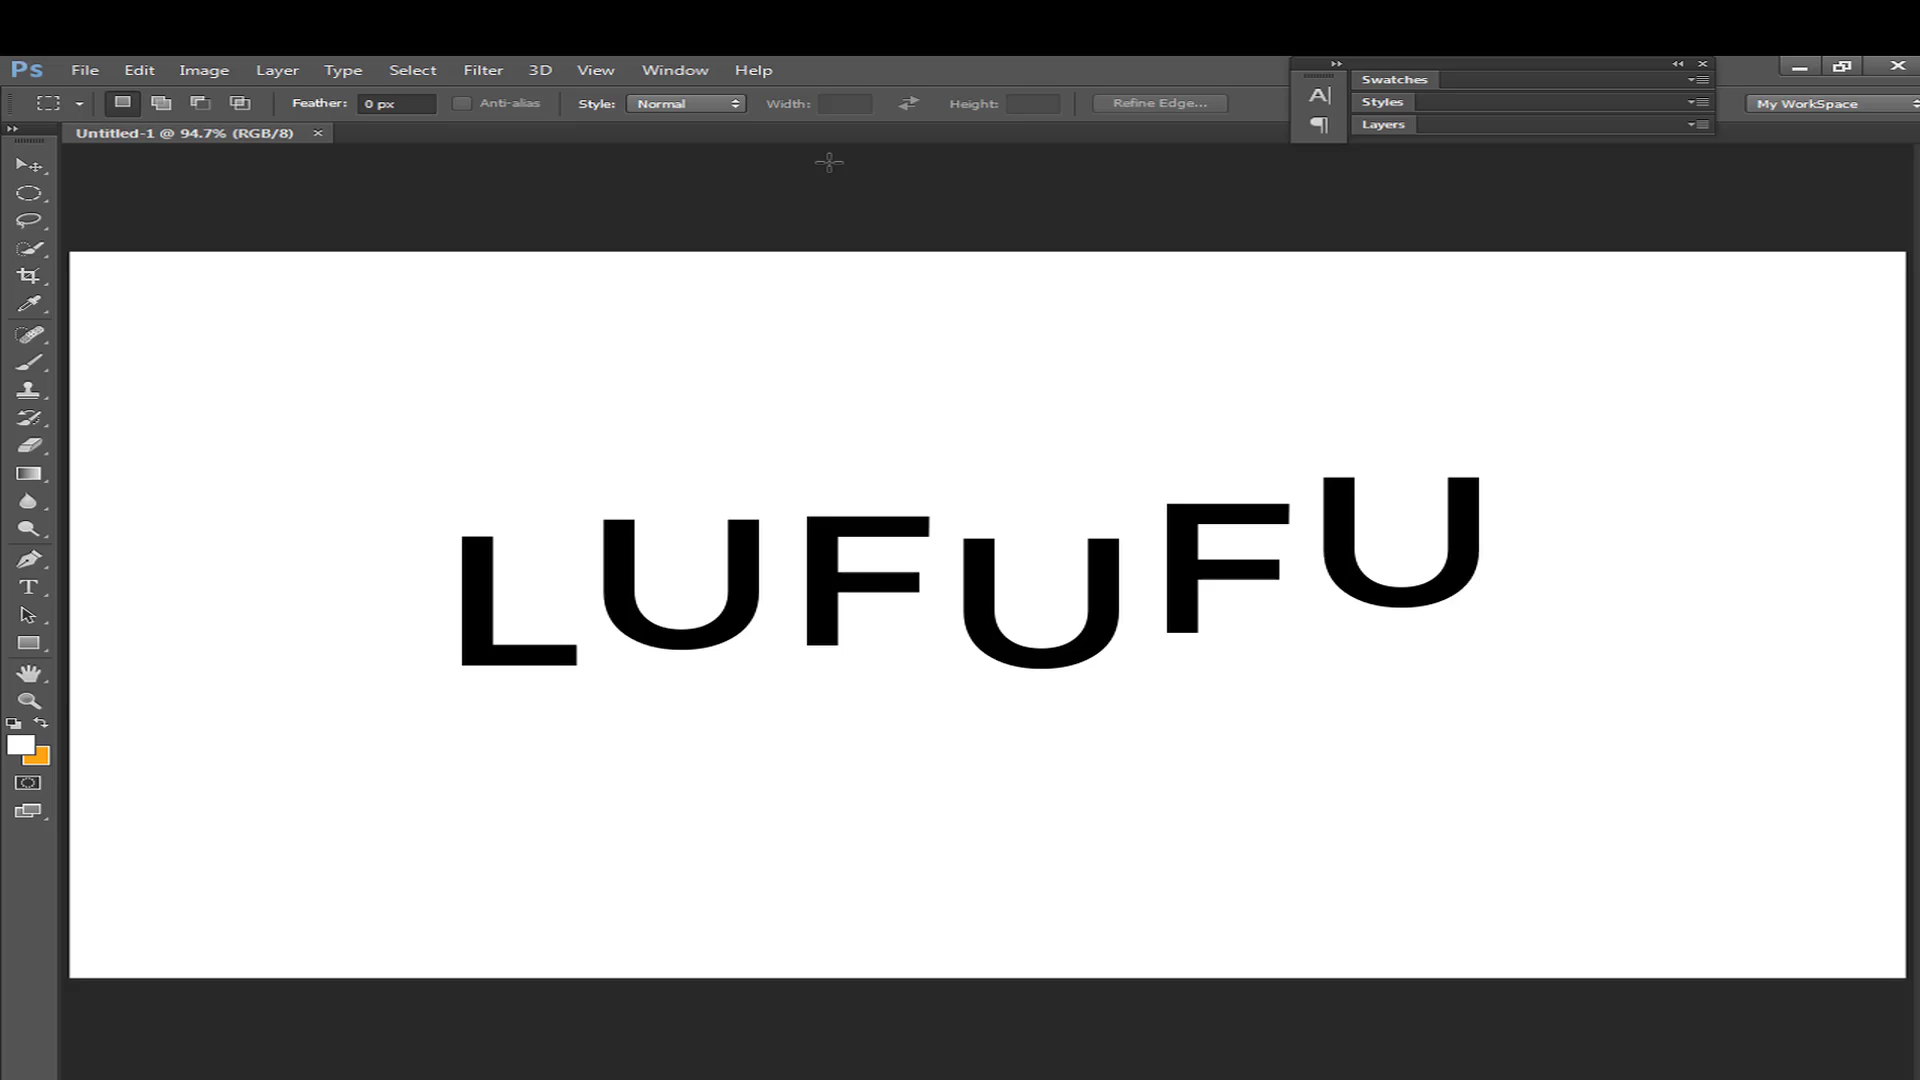 Ps File Edit Image Layer Type Select Filter 3D View Window Help
Swatches
Feather: 0 px Anti-alias Style: Normal Width: Height: Refine Edge... A| Styles My WorkSpace
¶ Layers
Untitled-1 @ 94.7% (RGB/8) ×
T
LUFUFU